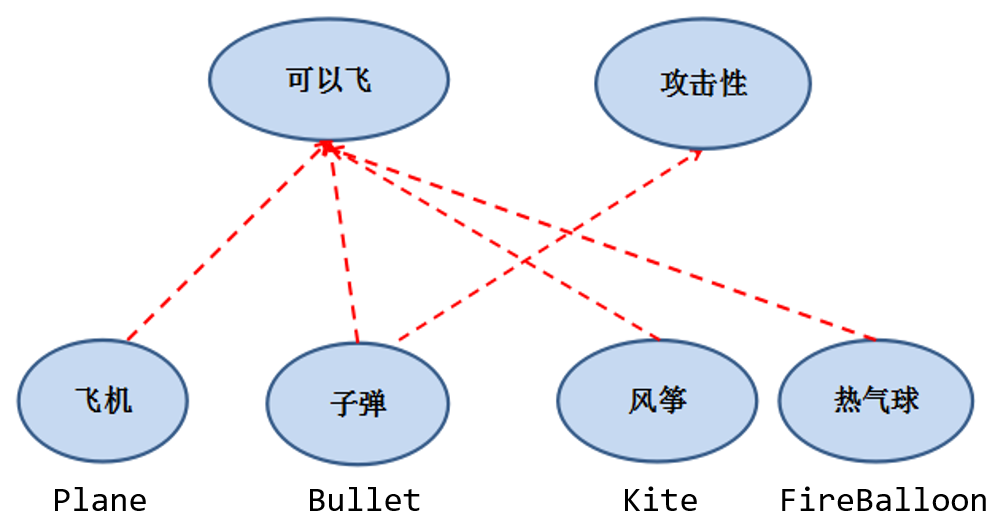 可以飞
攻击性
飞机
子弹
风筝
热气球
Plane
Bullet
Kite
FireBalloon